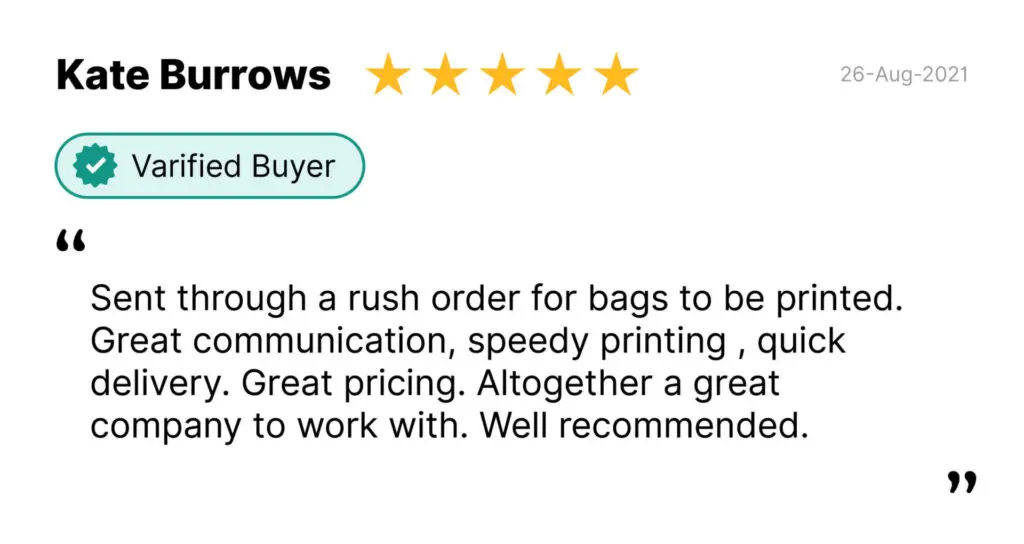 Kate Burrows 26-Aug-2021
Varified Buyer
“
Sent through a rush order for bags to be printed.
Great communication, speedy printing , quick
delivery. Great pricing. Altogether a great
company to work with. Well recommended.
”